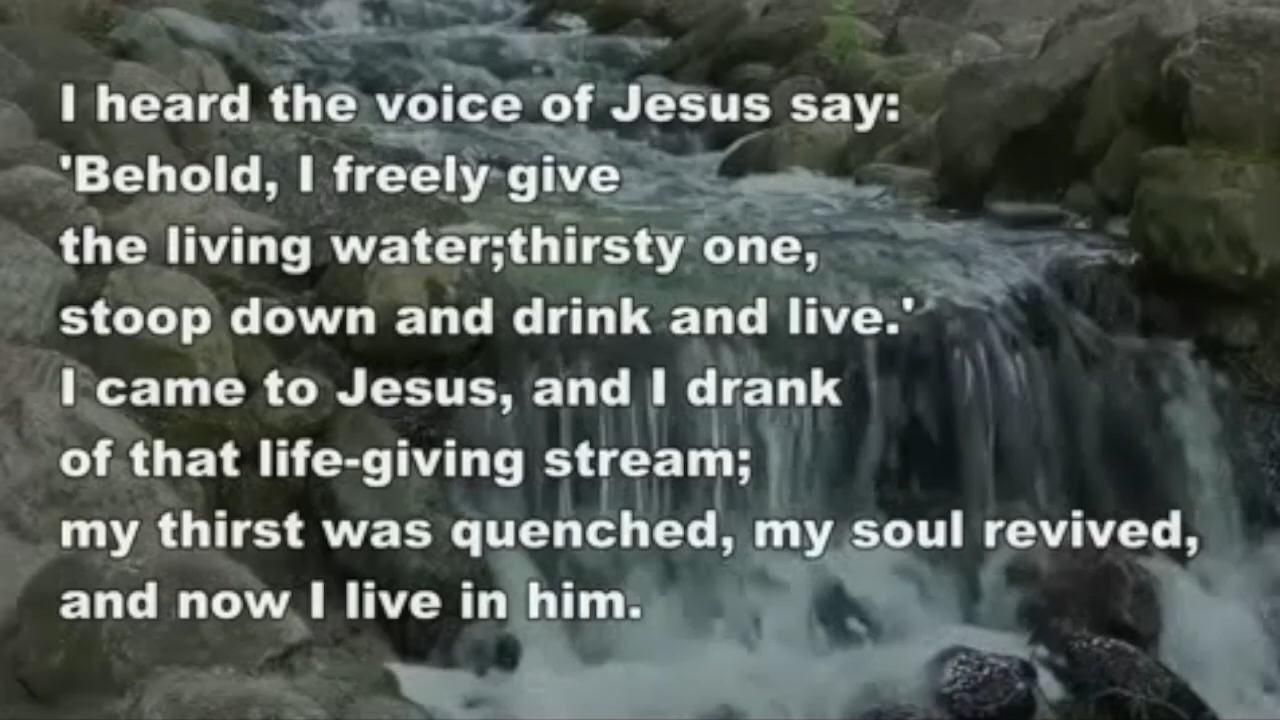 I heard the voice of Jesus say:
'Behold, I freely give
the living water;thirsty one,
stoop down and drink and live.'
I came to Jesus, and I drank
of that life-giving stream;
my thirst was quenched, my soul revived,
and now I live in him.